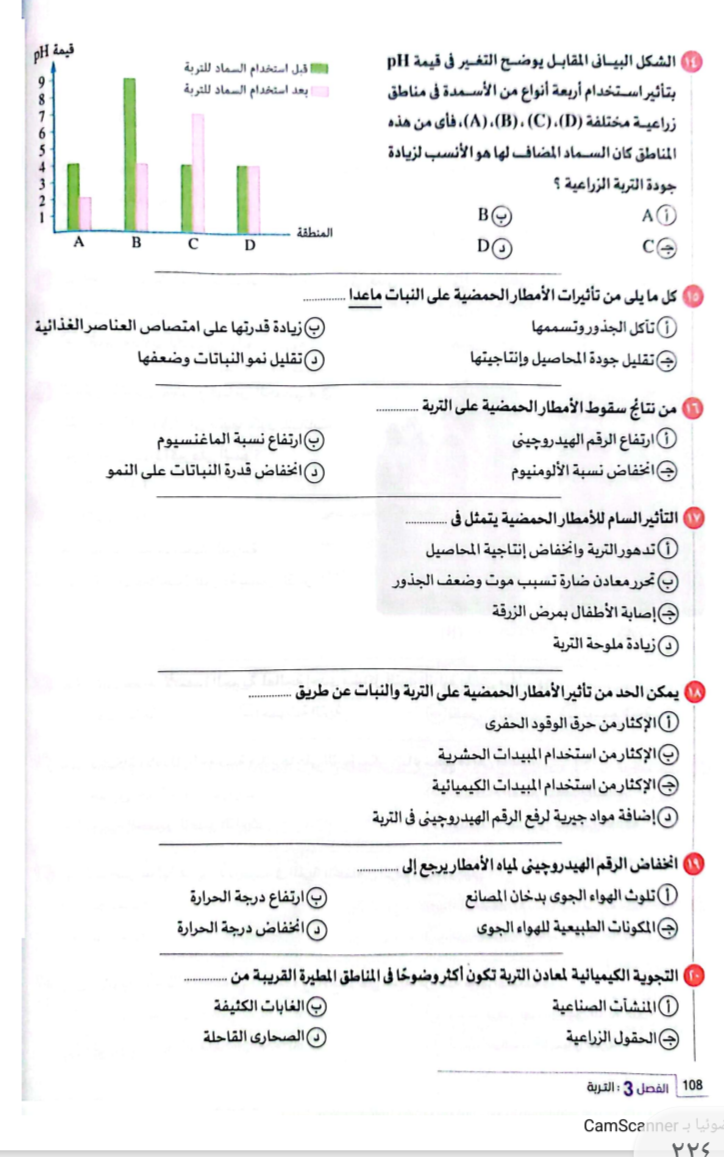 ١٤ الشكل البيانى المقابل يوضح التغير فى قيمة pH
بتأثير استخدام أربعة أنواع من الأسمدة فى مناطق
زراعية مختلفة (D)، (C)، (B)، (A)، فأى من هذه
المناطق كان السماد المضاف لها هو الأنسب لزيادة
جودة التربة الزراعية ؟
أ A
ب B
ج C
د D
قيمة pH
قبل استخدام السماد للتربة
بعد استخدام السماد للتربة
9
8
7
6
5
4
3
2
1
A B C D
المنطقة
١٥ كل ما يلى من تأثيرات الأمطار الحمضية على النبات ماعدا ............
أ تآكل الجذور وتسممها
ب زيادة قدرتها على امتصاص العناصر الغذائية
ج تقليل جودة المحاصيل وإنتاجيتها
د تقليل نمو النباتات وضعفها
١٦ من نتائج سقوط الأمطار الحمضية على التربة ............
أ ارتفاع الرقم الهيدروچينى
ب ارتفاع نسبة الماغنسيوم
ج انخفاض نسبة الألومنيوم
د انخفاض قدرة النباتات على النمو
١٧ التأثير السام للأمطار الحمضية يتمثل فى ............
أ تدهور التربة وانخفاض إنتاجية المحاصيل
ب تحرر معادن ضارة تسبب موت وضعف الجذور
ج إصابة الأطفال بمرض الزرقة
د زيادة ملوحة التربة
١٨ يمكن الحد من تأثير الأمطار الحمضية على التربة والنبات عن طريق ............
أ الإكثار من حرق الوقود الحفرى
ب الإكثار من استخدام المبيدات الحشرية
ج الإكثار من استخدام المبيدات الكيميائية
د إضافة مواد جيرية لرفع الرقم الهيدروچينى فى التربة
١٩ انخفاض الرقم الهيدروچينى لمياه الأمطار يرجع إلى ............
أ تلوث الهواء الجوى بدخان المصانع
ب ارتفاع درجة الحرارة
ج المكونات الطبيعية للهواء الجوى
د انخفاض درجة الحرارة
٢٠ التجوية الكيميائية لمعادن التربة تكون أكثر وضوحًا فى المناطق المطيرة القريبة من ............
أ المنشآت الصناعية
ب الغابات الكثيفة
ج الحقول الزراعية
د الصحارى القاحلة
108 الفصل 3 : التربة
ضوئيا بـ CamScanner
٢٢٤